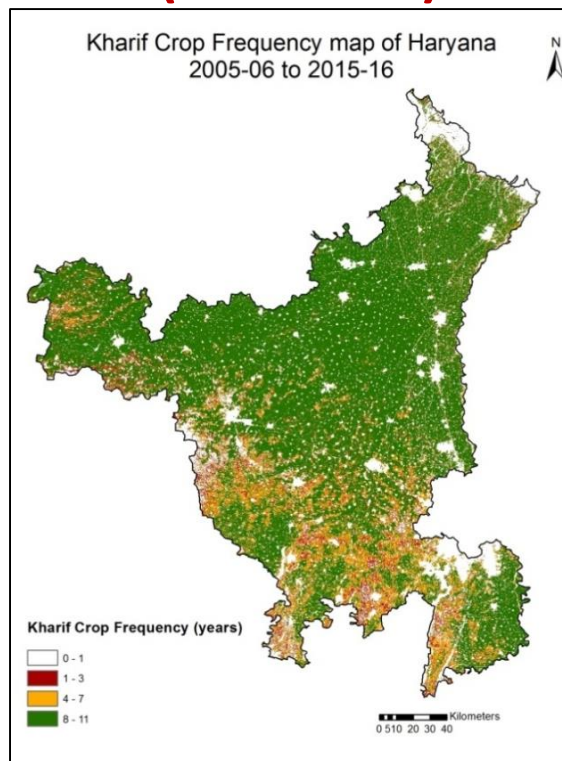 Kharif Crop Frequency map of Haryana
2005-06 to 2015-16
N
Kharif Crop Frequency (years)
0 - 1
1 - 3
4 - 7
8 - 11
Kilometers
0 5 10 20 30 40